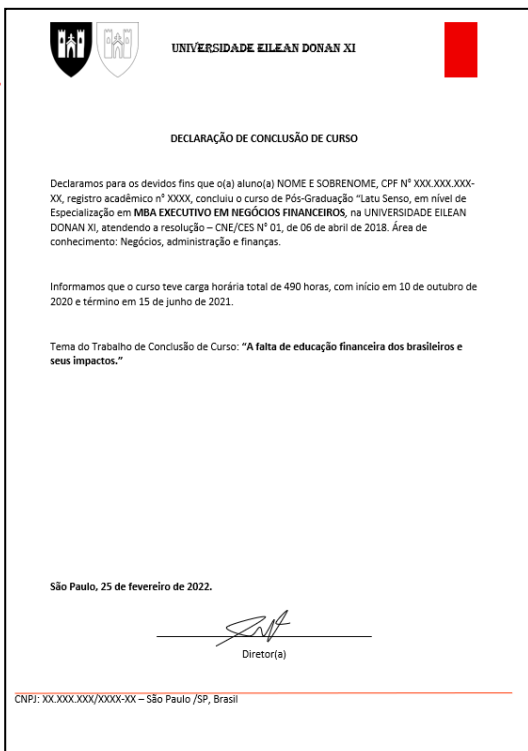 UNIVERSIDADE EILEAN DONAN XI
DECLARAÇÃO DE CONCLUSÃO DE CURSO
Declaramos para os devidos fins que o(a) aluno(a) NOME E SOBRENOME, CPF N° XXX.XXX.XXX-
XX, registro acadêmico n° XXXX, concluiu o curso de Pós-Graduação “Latu Senso, em nível de
Especialização em MBA EXECUTIVO EM NEGÓCIOS FINANCEIROS, na UNIVERSIDADE EILEAN
DONAN XI, atendendo a resolução – CNE/CES N° 01, de 06 de abril de 2018. Área de
conhecimento: Negócios, administração e finanças.
Informamos que o curso teve carga horária total de 490 horas, com início em 10 de outubro de
2020 e término em 15 de junho de 2021.
Tema do Trabalho de Conclusão de Curso: “A falta de educação financeira dos brasileiros e
seus impactos.”
São Paulo, 25 de fevereiro de 2022.
Diretor(a)
CNPJ: XX.XXX.XXX/XXXX-XX – São Paulo /SP, Brasil